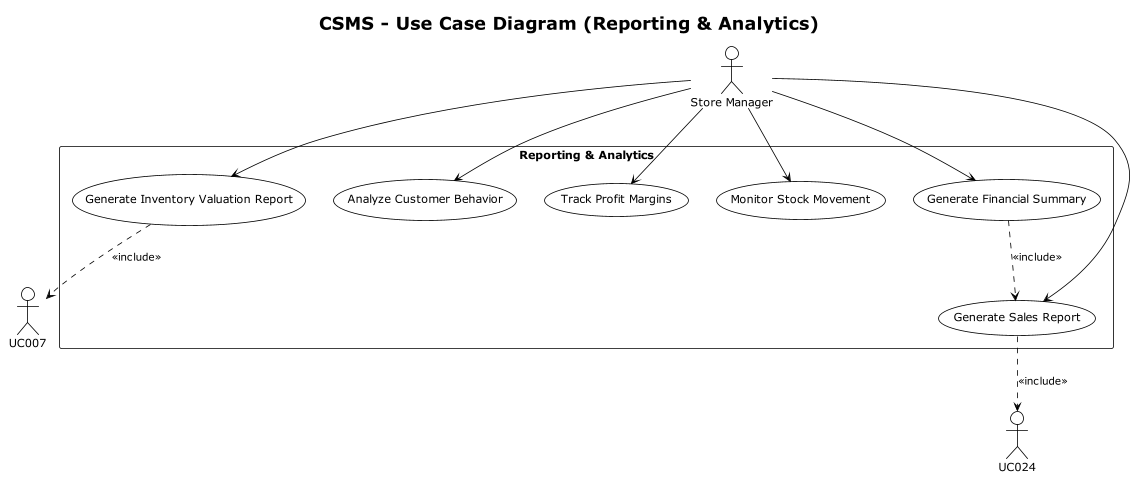 CSMS - Use Case Diagram (Reporting & Analytics)
Store Manager
Reporting & Analytics
Generate Inventory Valuation Report
Analyze Customer Behavior
Track Profit Margins
Monitor Stock Movement
Generate Financial Summary
«include»
«include»
Generate Sales Report
UC007
«include»
UC024